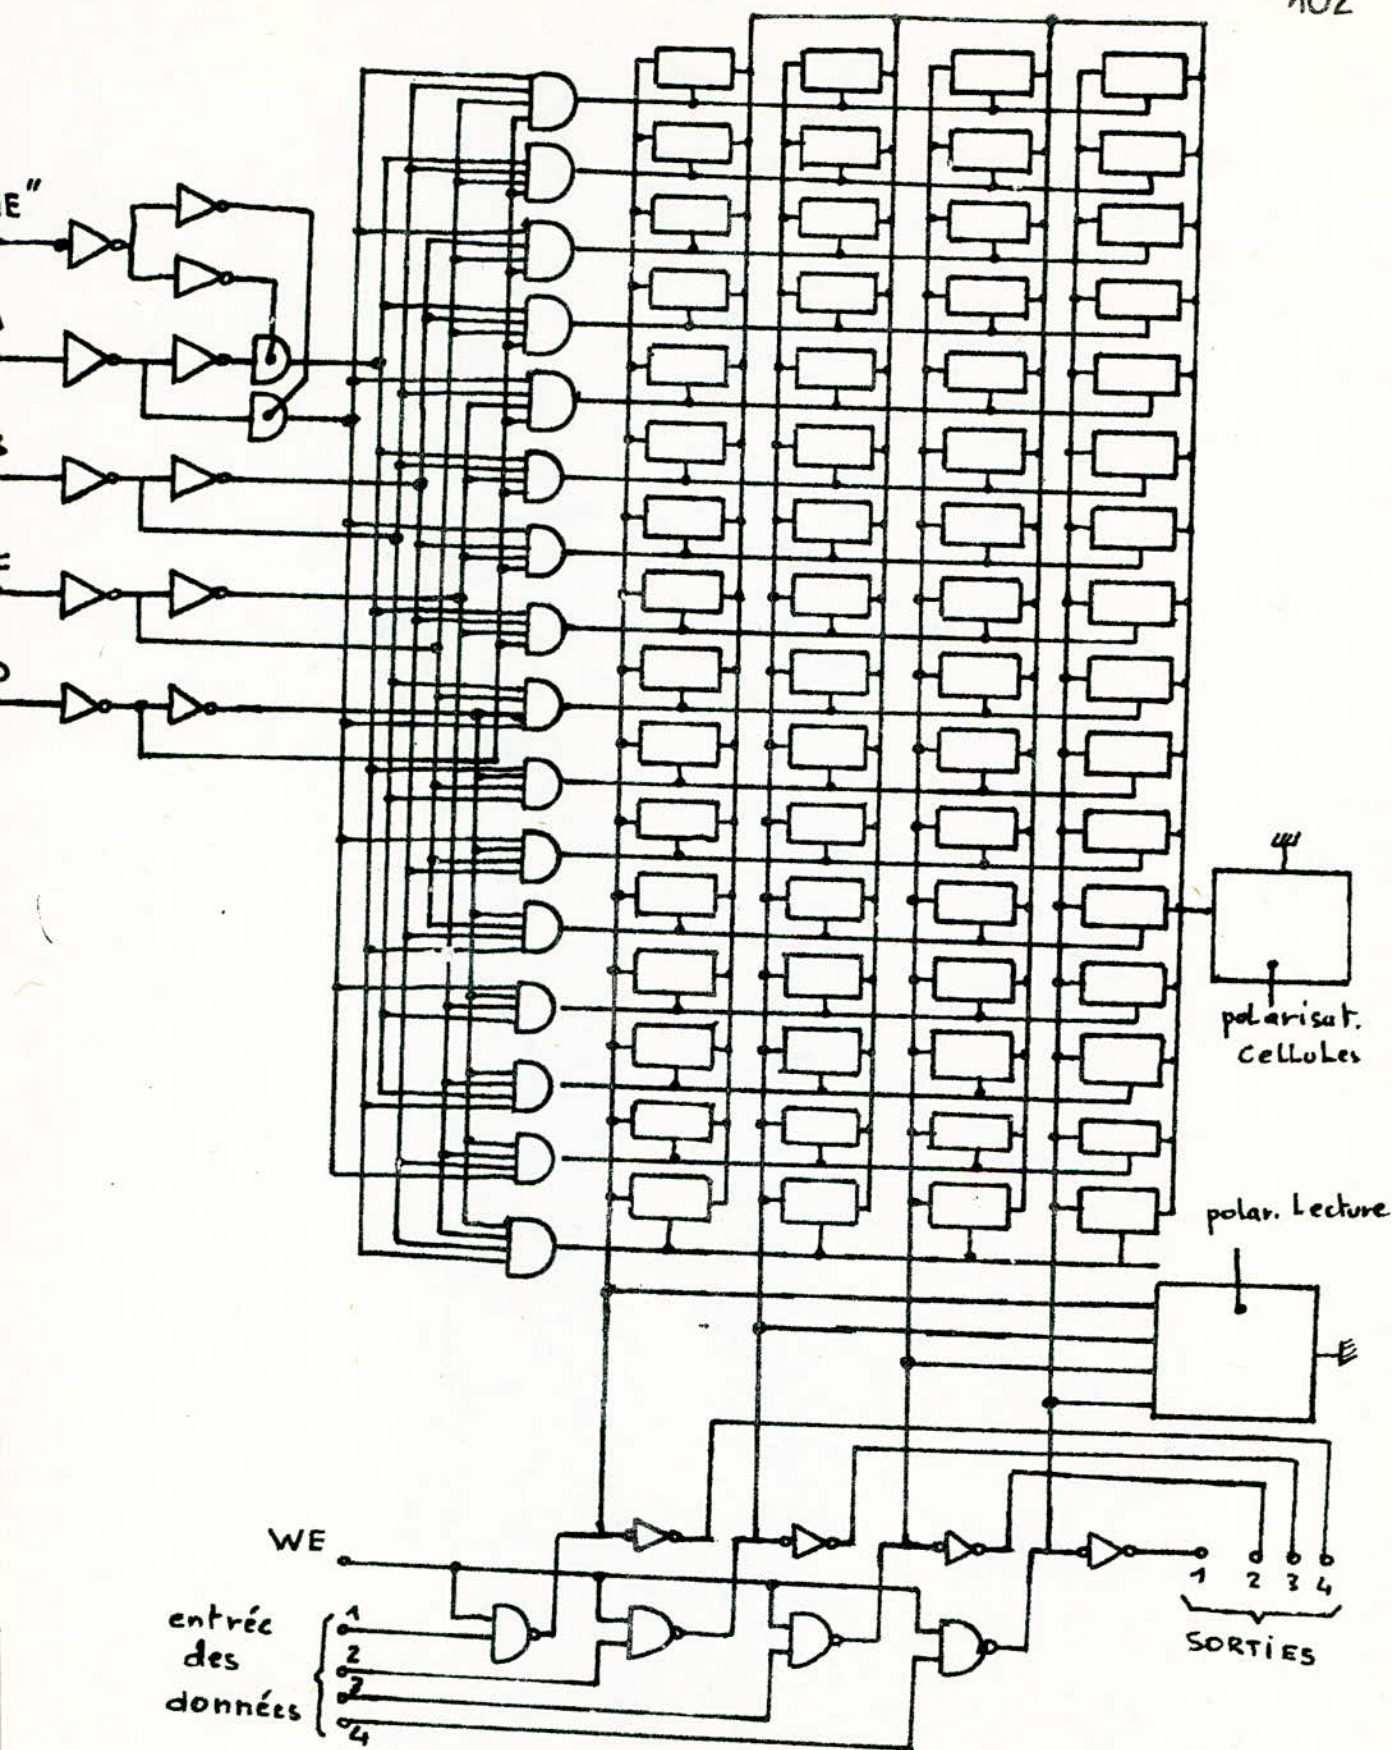 102
E"
polarisat.
cellules
polar. Lecture
WE
1 2 3 4
SORTIES
entrée
des
données
1
2
3
4